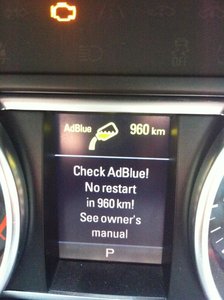 AdBlue 960 km
Check AdBlue!
No restart
in 960 km!
See owner's
manual
P